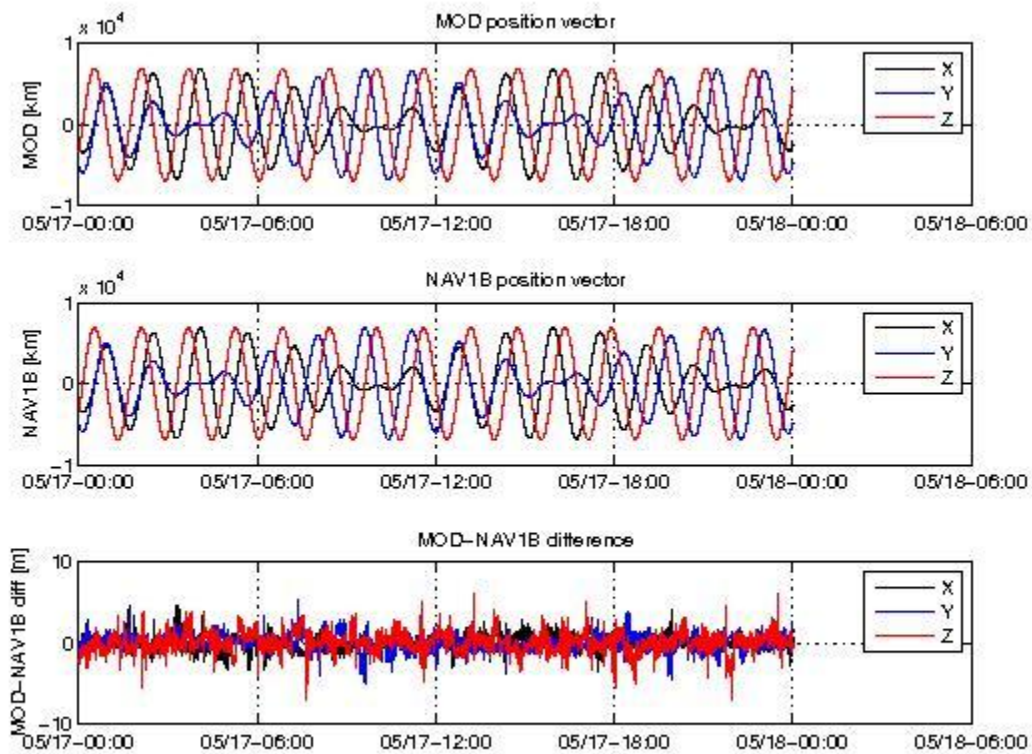 MOD position vector
x 10^4
1
0
-1
MOD [km]
X
Y
Z
05/17-00:00 05/17-06:00 05/17-12:00 05/17-18:00 05/18-00:00 05/18-06:00
NAV1B position vector
x 10^4
1
0
-1
NAV1B [km]
X
Y
Z
05/17-00:00 05/17-06:00 05/17-12:00 05/17-18:00 05/18-00:00 05/18-06:00
MOD-NAV1B difference
10
0
-10
MOD-NAV1B diff [m]
X
Y
Z
05/17-00:00 05/17-06:00 05/17-12:00 05/17-18:00 05/18-00:00 05/18-06:00